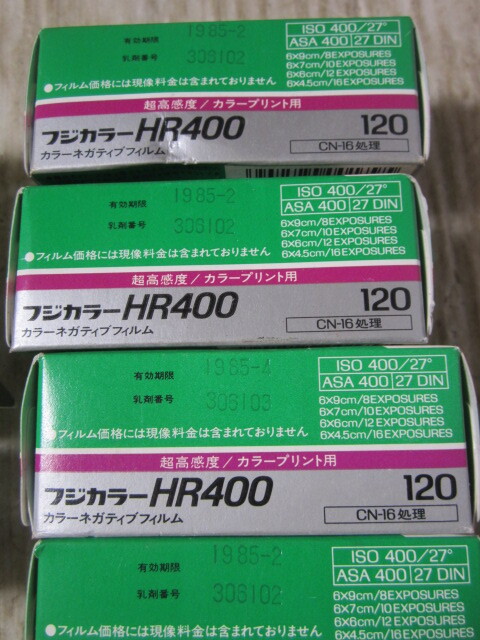 有効期限 1985-2
乳剤番号 306102
ISO 400/27°
ASA 400 27 DIN
6x9cm/8EXPOSURES
6x7cm/10EXPOSURES
6x6cm/12EXPOSURES
6x4.5cm/16EXPOSURES
●フィルム価格には現像料金は含まれておりません
超高感度/カラープリント用
フジカラーHR400
カラーネガティブフィルム
120
CN-16処理
有効期限 1985-2
乳剤番号 306102
ISO 400/27°
ASA 400 27 DIN
6x9cm/8EXPOSURES
6x7cm/10EXPOSURES
6x6cm/12EXPOSURES
6x4.5cm/16EXPOSURES
●フィルム価格には現像料金は含まれておりません
超高感度/カラープリント用
フジカラーHR400
カラーネガティブフィルム
120
CN-16処理
有効期限 1985-4
乳剤番号 306103
ISO 400/27°
ASA 400 27 DIN
6x9cm/8EXPOSURES
6x7cm/10EXPOSURES
6x6cm/12EXPOSURES
6x4.5cm/16EXPOSURES
●フィルム価格には現像料金は含まれておりません
超高感度/カラープリント用
フジカラーHR400
カラーネガティブフィルム
120
CN-16処理
有効期限 1985-2
乳剤番号 306102
ISO 400/27°
ASA 400 27 DIN
6x9cm/8EXPOSURES
6x7cm/10EXPOSURES
6x6cm/12EXPOSURES
6x4.5cm/16EXPOSURES
●フィルム価格には現像料金は含まれておりません